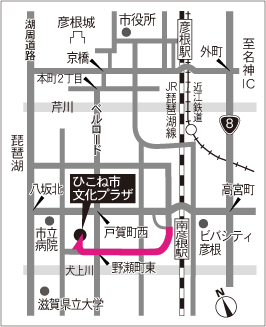 湖周道路
彦根城
市役所
彦根駅
外町
至名神IC
京橋
本町2丁目
芹川
ベルロード
JR琵琶湖線
近江鉄道
8
琵琶湖
八坂北
ひこね市
文化プラザ
高宮町
市立
病院
戸賀町西
南彦根駅
ビバシティ
彦根
犬上川
野瀬町東
滋賀県立大学
N